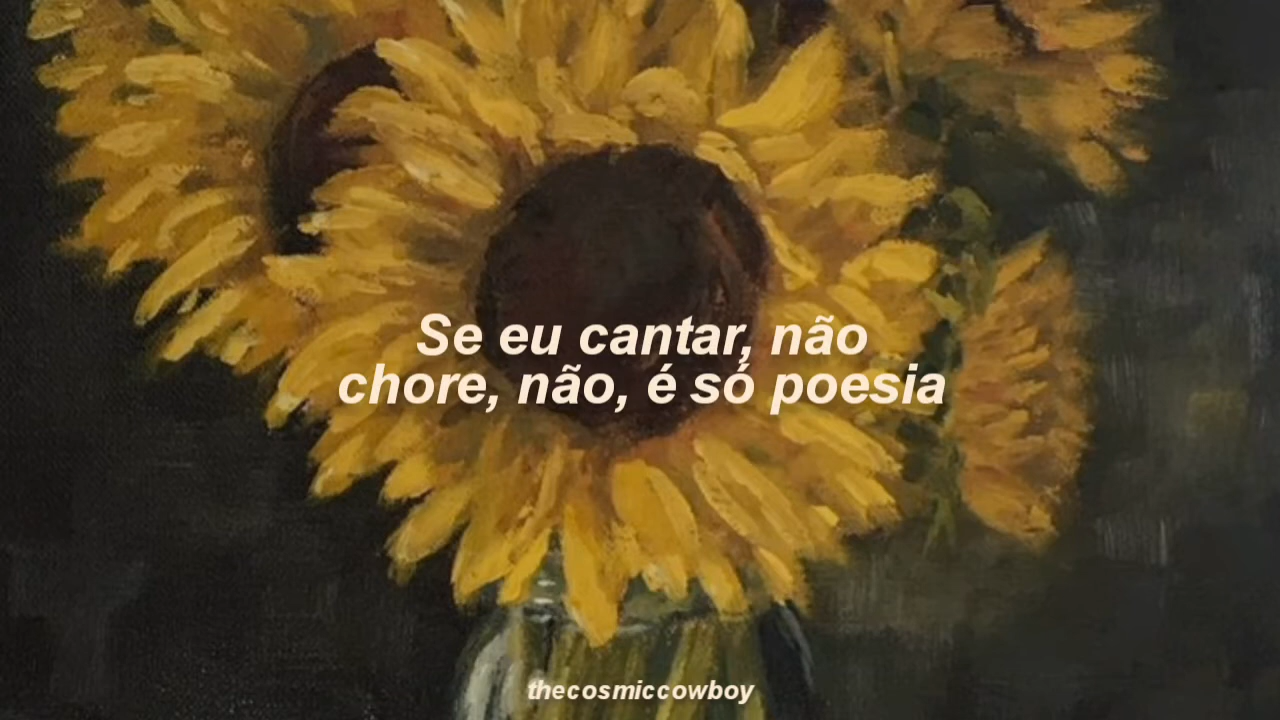 Se eu cantar, não
chore, não, é só poesia
thecosmiccowboy